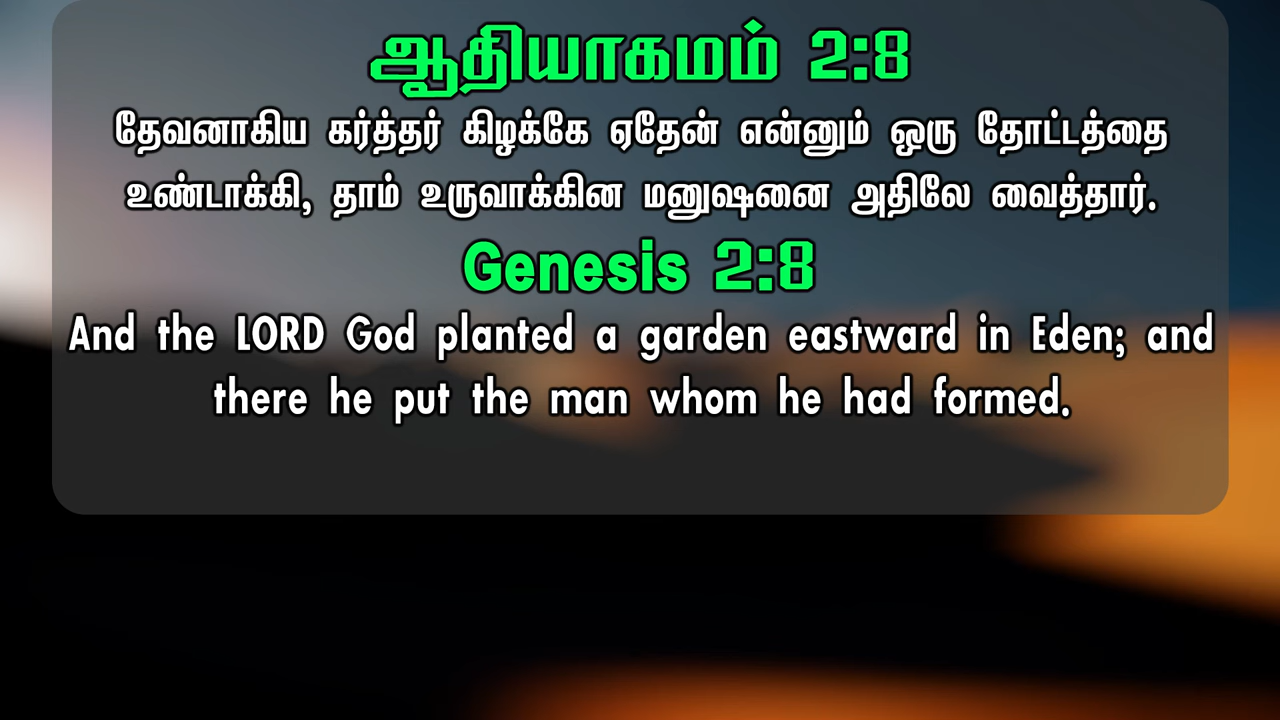 ஆதியாகமம் 2:8
தேவனாகிய கர்த்தர் கிழக்கே ஏதேன் என்னும் ஒரு தோட்டத்தை
உண்டாக்கி, தாம் உருவாக்கின மனுஷனை அதிலே வைத்தார்.
Genesis 2:8
And the LORD God planted a garden eastward in Eden; and
there he put the man whom he had formed.